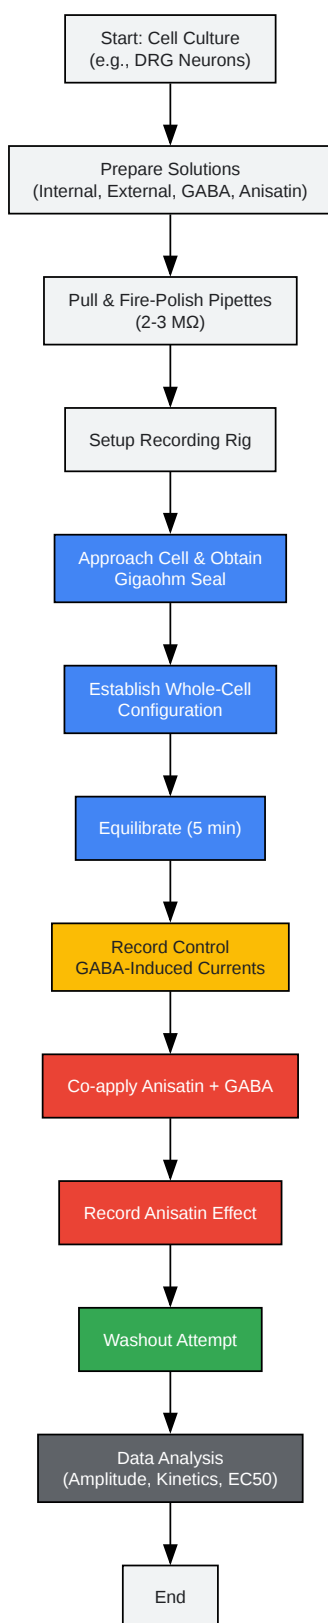 Start: Cell Culture
(e.g., DRG Neurons)
Prepare Solutions
(Internal, External, GABA, Anisatin)
Pull & Fire-Polish Pipettes
(2-3 MΩ)
Setup Recording Rig
Approach Cell & Obtain
Gigaohm Seal
Establish Whole-Cell
Configuration
Equilibrate (5 min)
Record Control
GABA-Induced Currents
Co-apply Anisatin + GABA
Record Anisatin Effect
Washout Attempt
Data Analysis
(Amplitude, Kinetics, EC50)
End